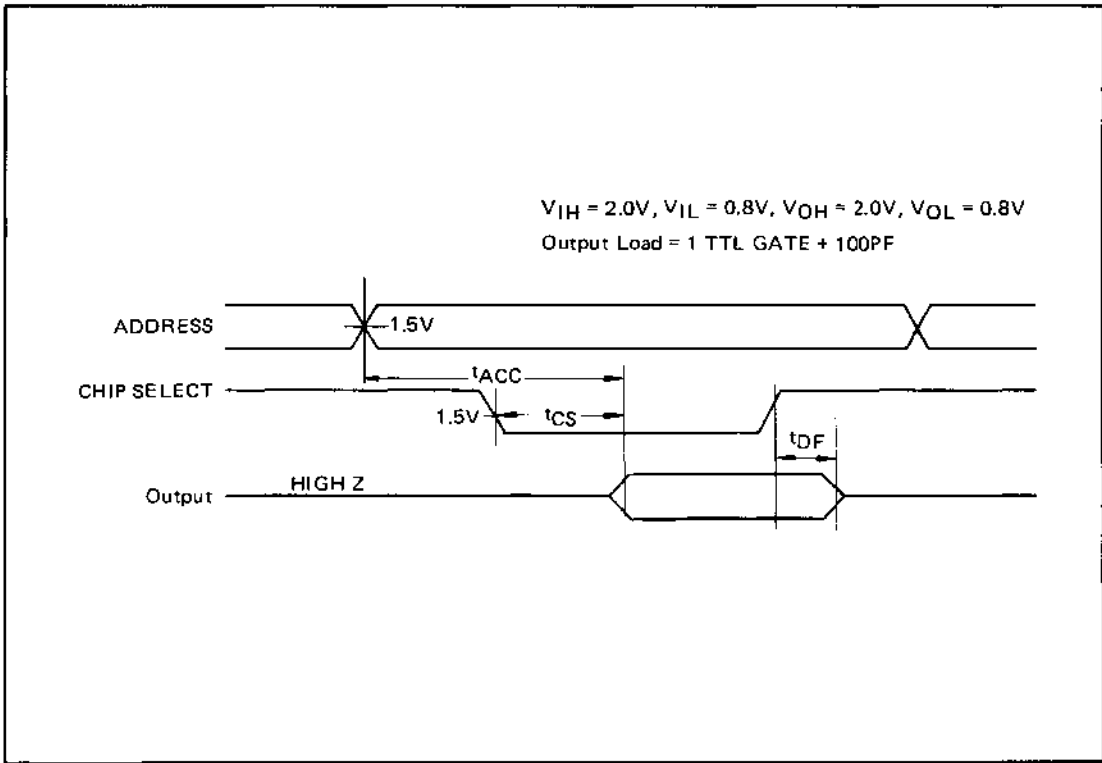 VIH = 2.0V, VIL = 0.8V, VOH = 2.0V, VOL = 0.8V
Output Load = 1 TTL GATE + 100PF
ADDRESS
1.5V
tACC
CHIP SELECT
1.5V
tCS
tDF
Output
HIGH Z